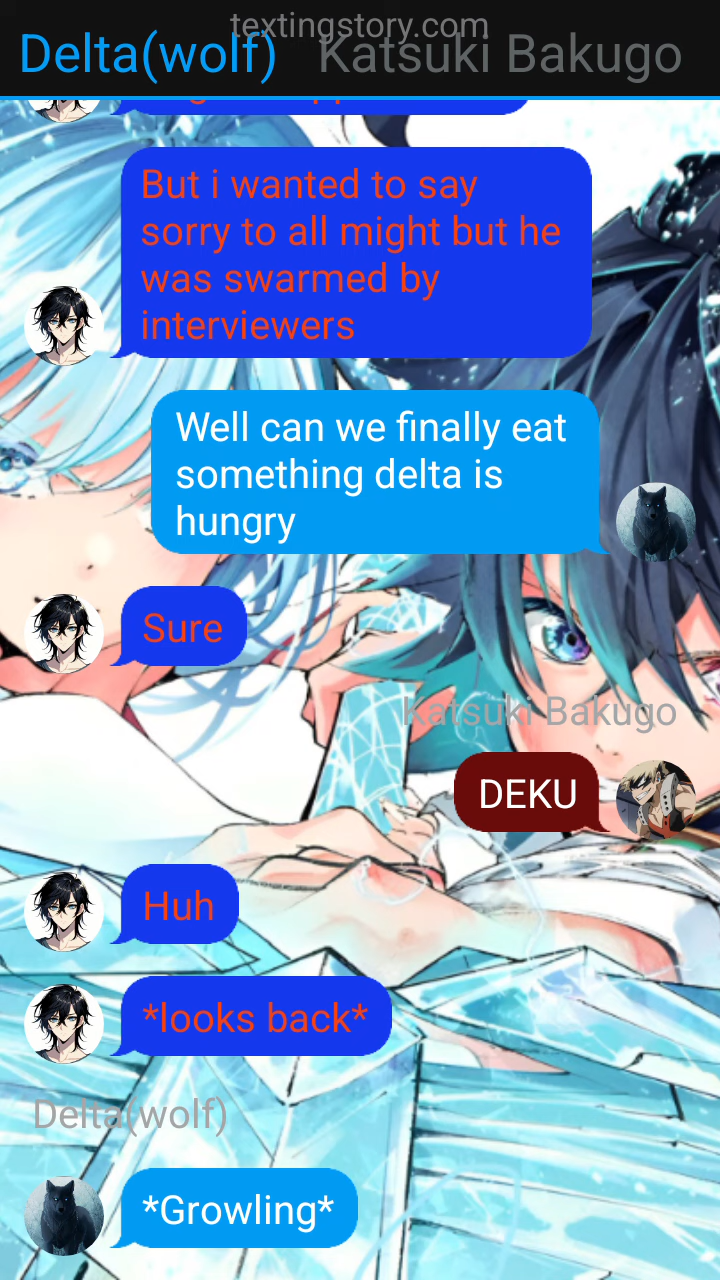 textingstory.com
Delta(wolf) Katsuki Bakugo
But i wanted to say
sorry to all might but he
was swarmed by
interviewers
Well can we finally eat
something delta is
hungry
Sure
Katsuki Bakugo
DEKU
Huh
*looks back*
Delta(wolf)
*Growling*